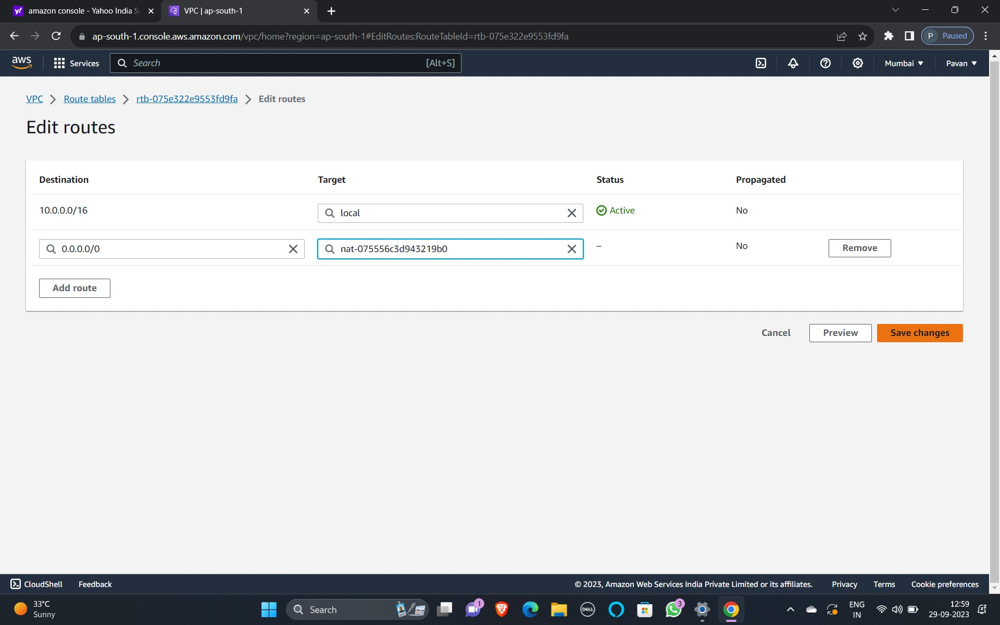 amazon console - Yahoo India S
VPC | ap-south-1
ap-south-1.console.aws.amazon.com/vpc/home?region=ap-south-1#EditRoutes:RouteTableId=rtb-075e322e9553fd9fa
P Paused
aws
Services
Search [Alt+S]
Mumbai
Pavan
VPC
Route tables
rtb-075e322e9553fd9fa
Edit routes
Edit routes
Destination Target Status Propagated
10.0.0.0/16 local Active No
0.0.0.0/0 nat-075556c3d943219b0 – No Remove
Add route
Cancel Preview Save changes
CloudShell Feedback © 2023, Amazon Web Services India Private Limited or its affiliates. Privacy Terms Cookie preferences
33°C
Sunny
Search
1
DELL
3
ENG
IN
12:59
29-09-2023